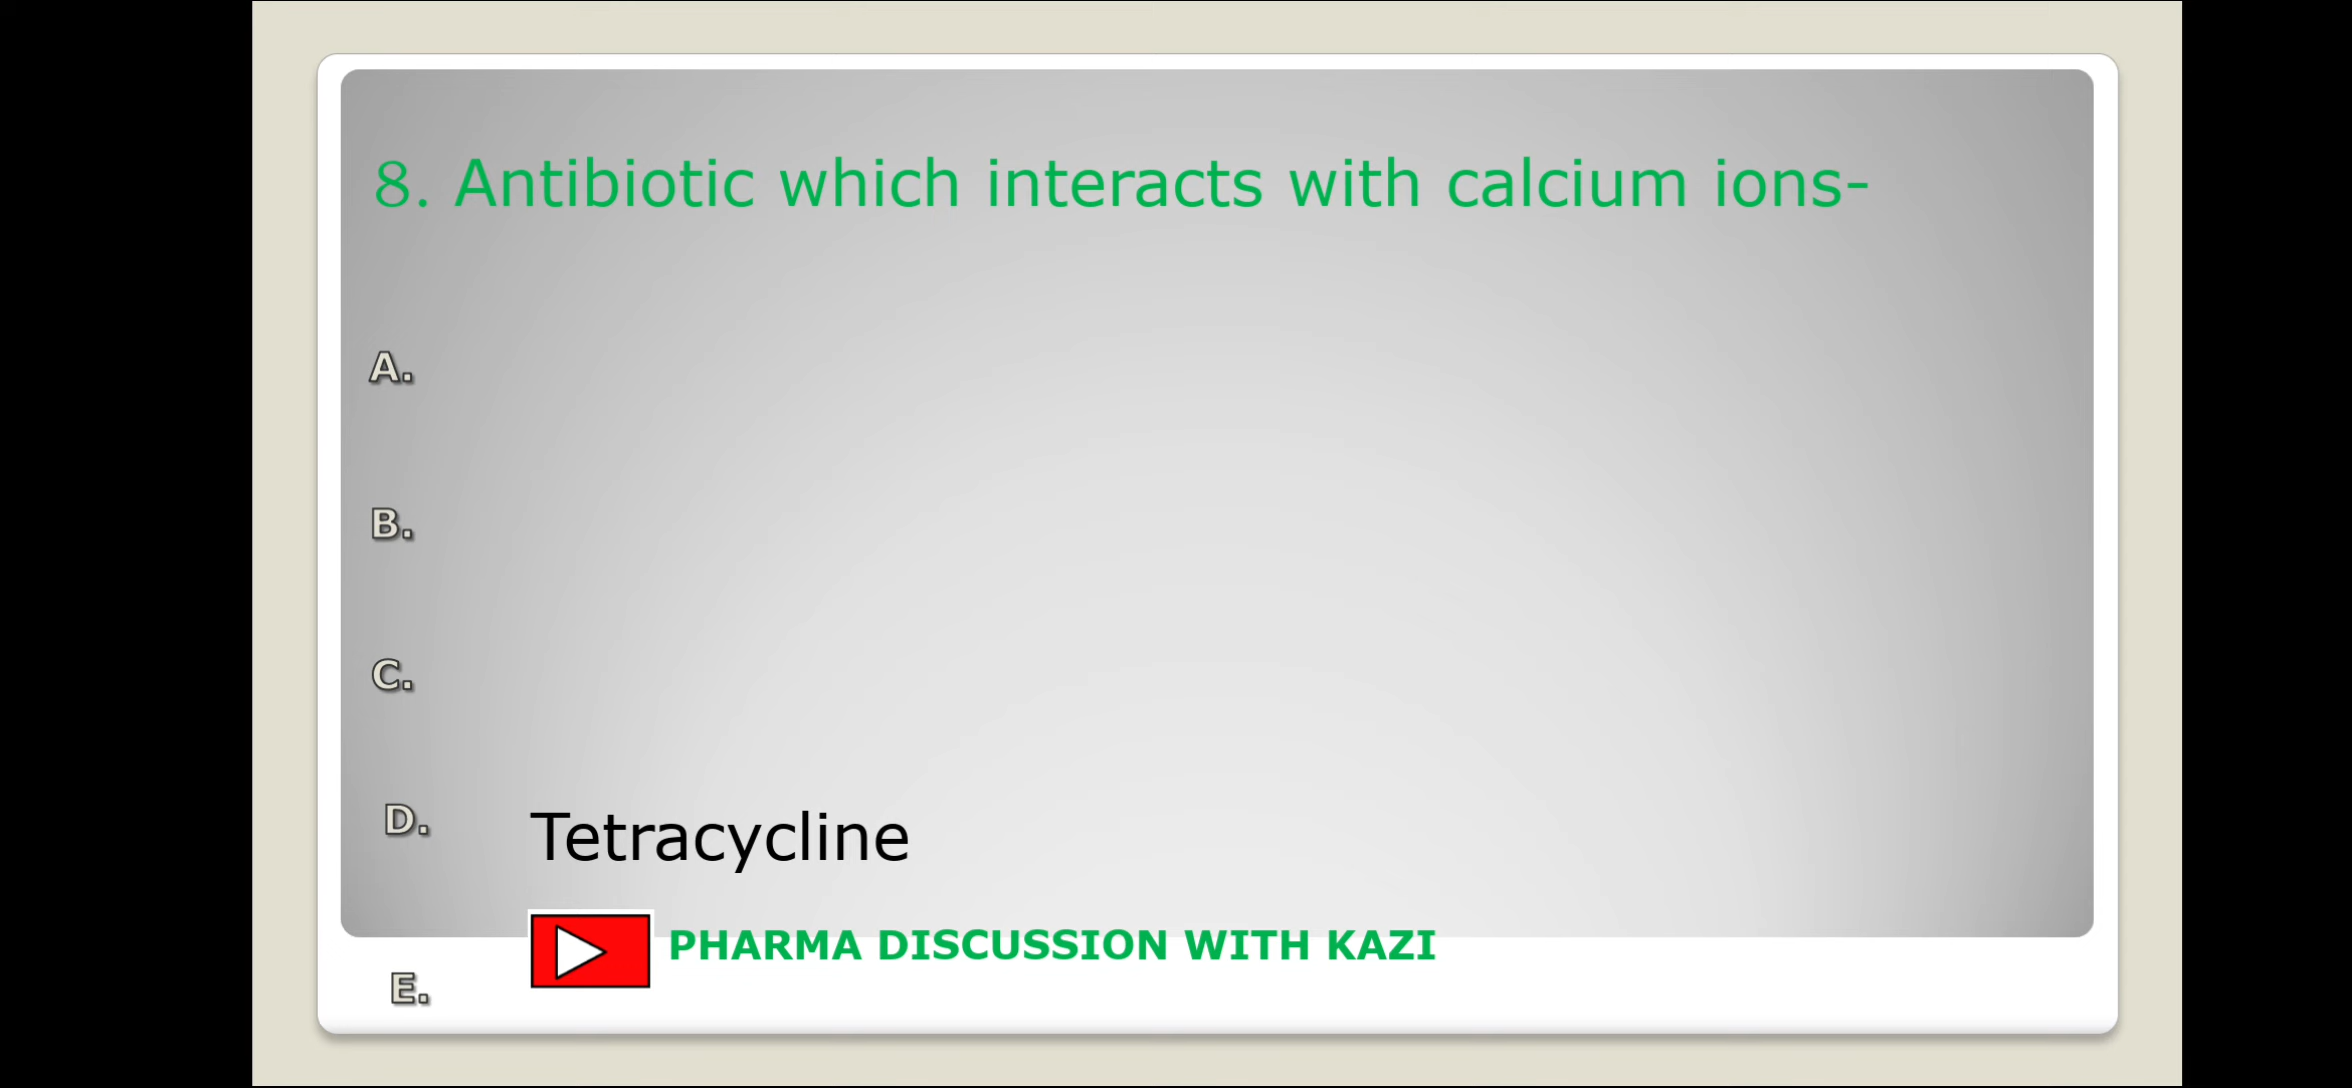 8. Antibiotic which interacts with calcium ions-
A.
B.
C.
D. Tetracycline
PHARMA DISCUSSION WITH KAZI
E.